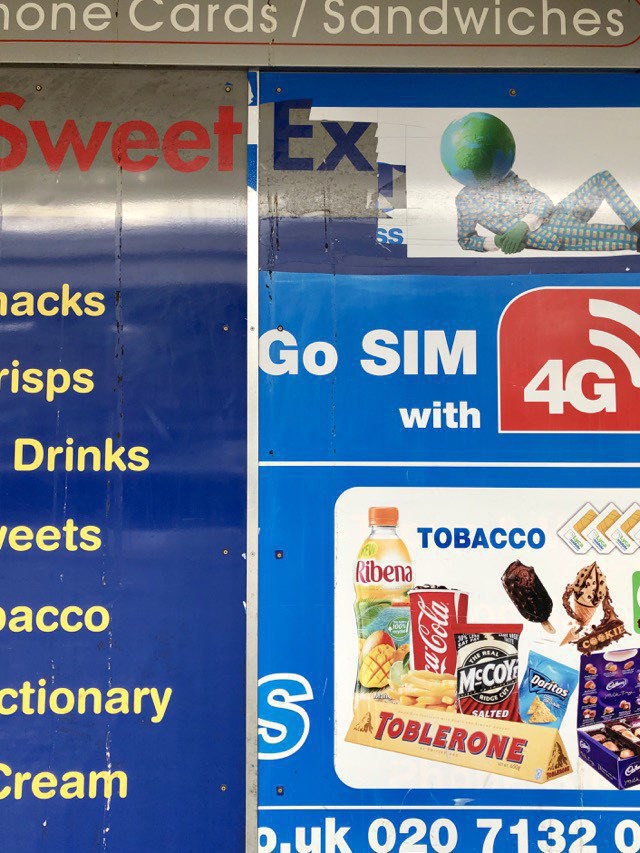 hone Cards / Sandwiches
Sweet Ex
ss
nacks
risps
Drinks
weets
bacco
ctionary
Cream
Go SIM
with
4G
TOBACCO
Ribena
Coca-Cola
THE REAL
McCOY'S
RIDGE CUT
SALTED
Doritos
COOKIE
Cadbury
TOBLERONE
S
o.uk 020 7132 0